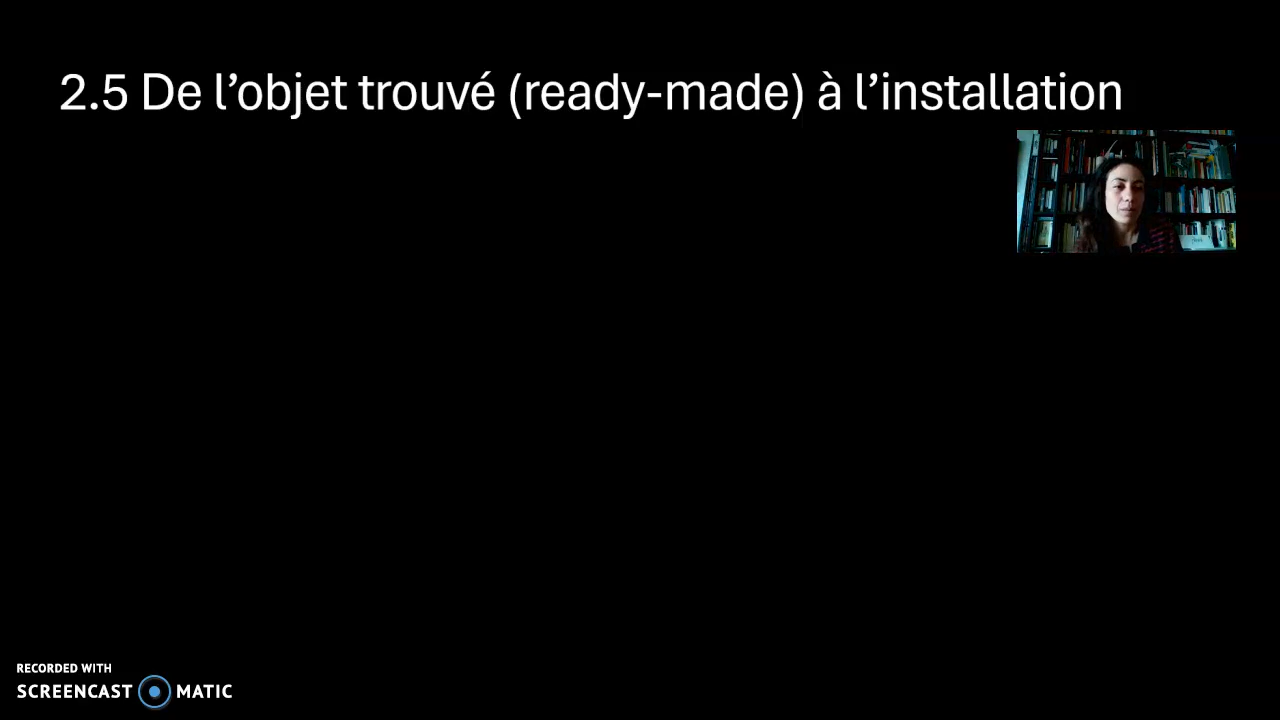 2.5 De l’objet trouvé (ready-made) à l’installation
RECORDED WITH
SCREENCAST MATIC